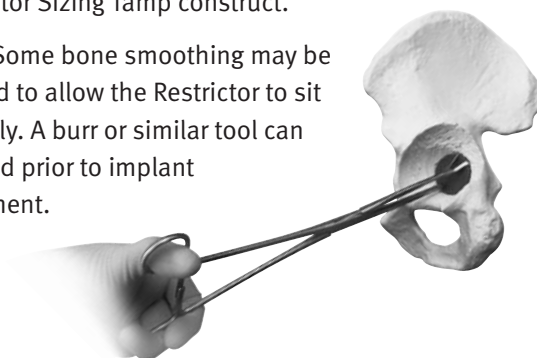 tor Sizing Tamp construct.
Some bone smoothing may be
d to allow the Restrictor to sit
ly. A burr or similar tool can
d prior to implant
ment.